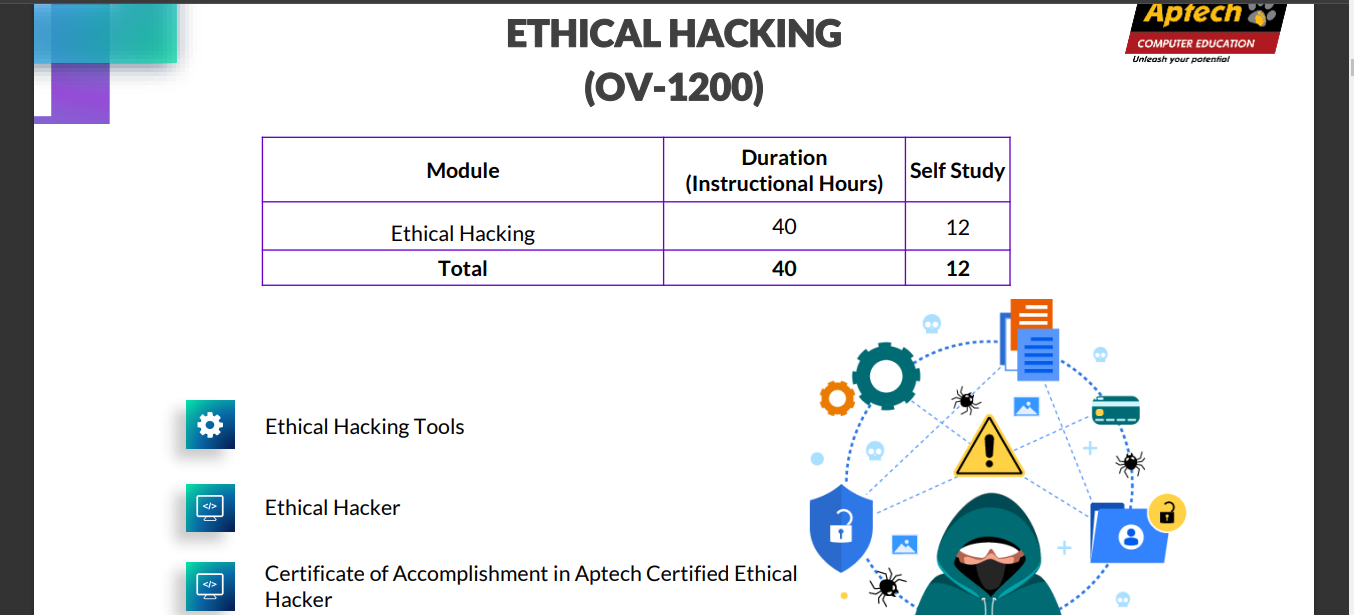 ETHICAL HACKING
(OV-1200)
Aptech
COMPUTER EDUCATION
Unleash your potential
Module
Duration
(Instructional Hours)
Self Study
Ethical Hacking
40
12
Total
40
12
Ethical Hacking Tools
</>
Ethical Hacker
</>
Certificate of Accomplishment in Aptech Certified Ethical
Hacker